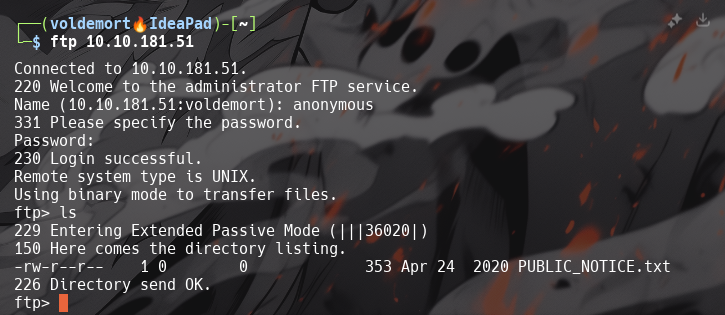 ┌──(voldemort🔥IdeaPad)-[~]
└─$ ftp 10.10.181.51
Connected to 10.10.181.51.
220 Welcome to the administrator FTP service.
Name (10.10.181.51:voldemort): anonymous
331 Please specify the password.
Password:
230 Login successful.
Remote system type is UNIX.
Using binary mode to transfer files.
ftp> ls
229 Entering Extended Passive Mode (|||36020|)
150 Here comes the directory listing.
-rw-r--r--    1 0        0             353 Apr 24  2020 PUBLIC_NOTICE.txt
226 Directory send OK.
ftp>